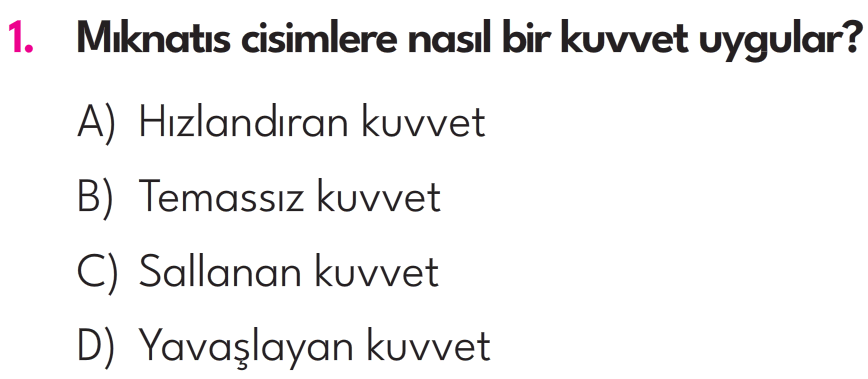 1. Mıknatıs cisimlere nasıl bir kuvvet uygular?
A) Hızlandıran kuvvet
B) Temassız kuvvet
C) Sallanan kuvvet
D) Yavaşlayan kuvvet